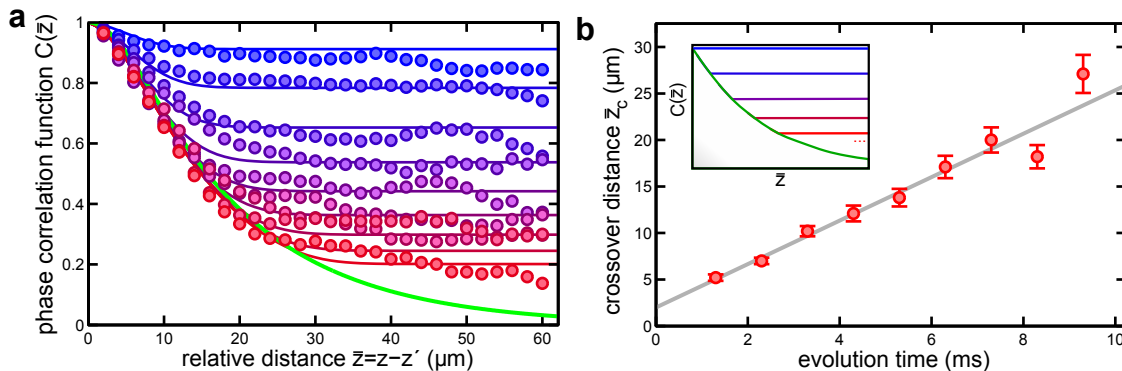 a
phase correlation function C(z̄)
1
0.8
0.6
0.4
0.2
0
0 10 20 30 40 50 60
relative distance z̄=z−z´ (μm)
b
crossover distance z̄c (μm)
30
25
20
15
10
5
0
0 2 4 6 8 10
evolution time (ms)
C(z̄)
z̄